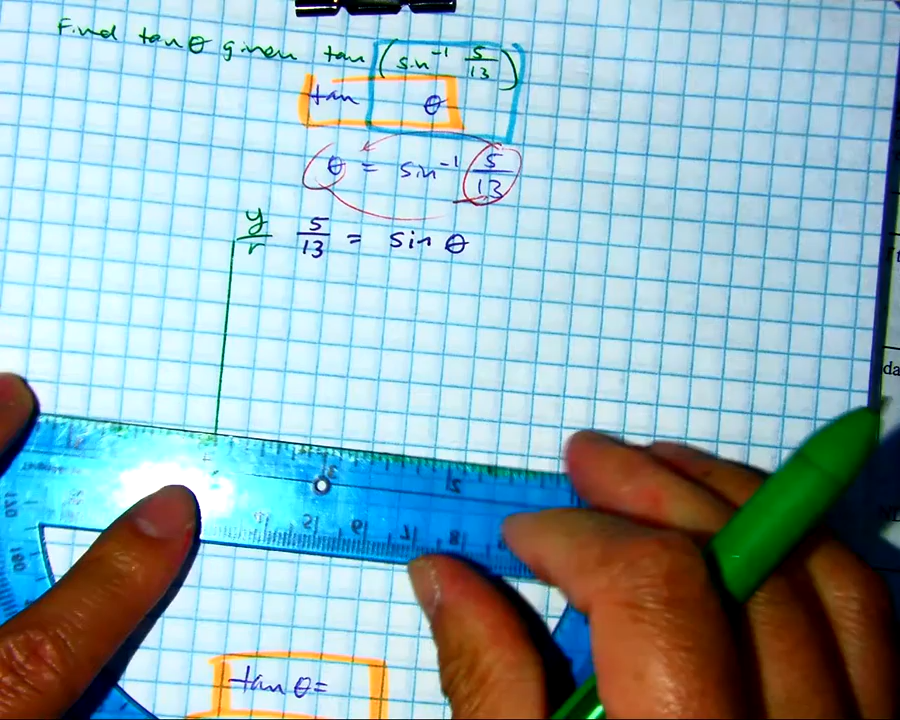 Find tan θ given tan (sin⁻¹ 5/13)
tan θ
θ = sin⁻¹ 5/13
y/r 5/13 = sin θ
tan θ =